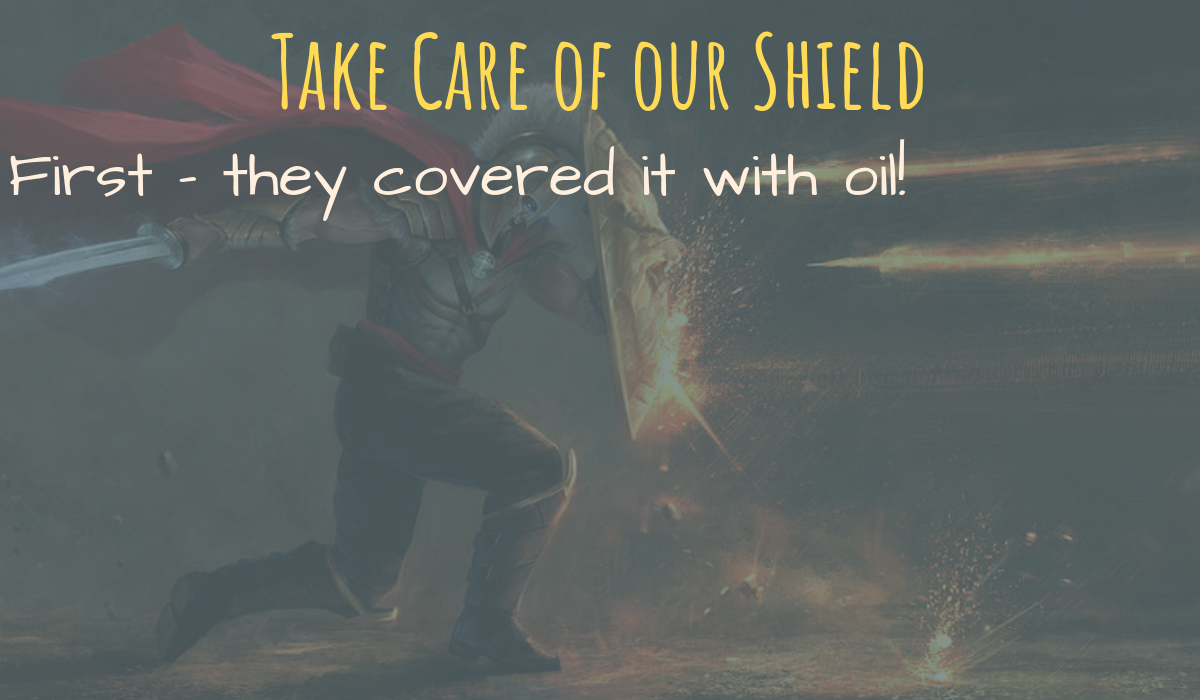 Take Care of our Shield
First - they covered it with oil!